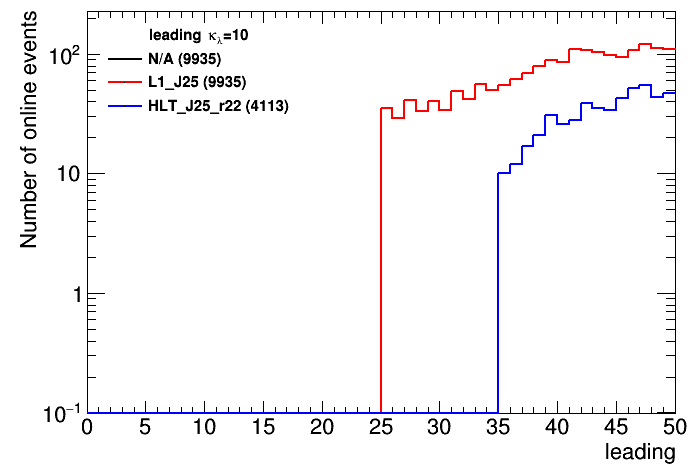 leading κλ=10
N/A (9935)
L1_J25 (9935)
HLT_J25_r22 (4113)
Number of online events
10²
10
1
10⁻¹
0 5 10 15 20 25 30 35 40 45 50
leading